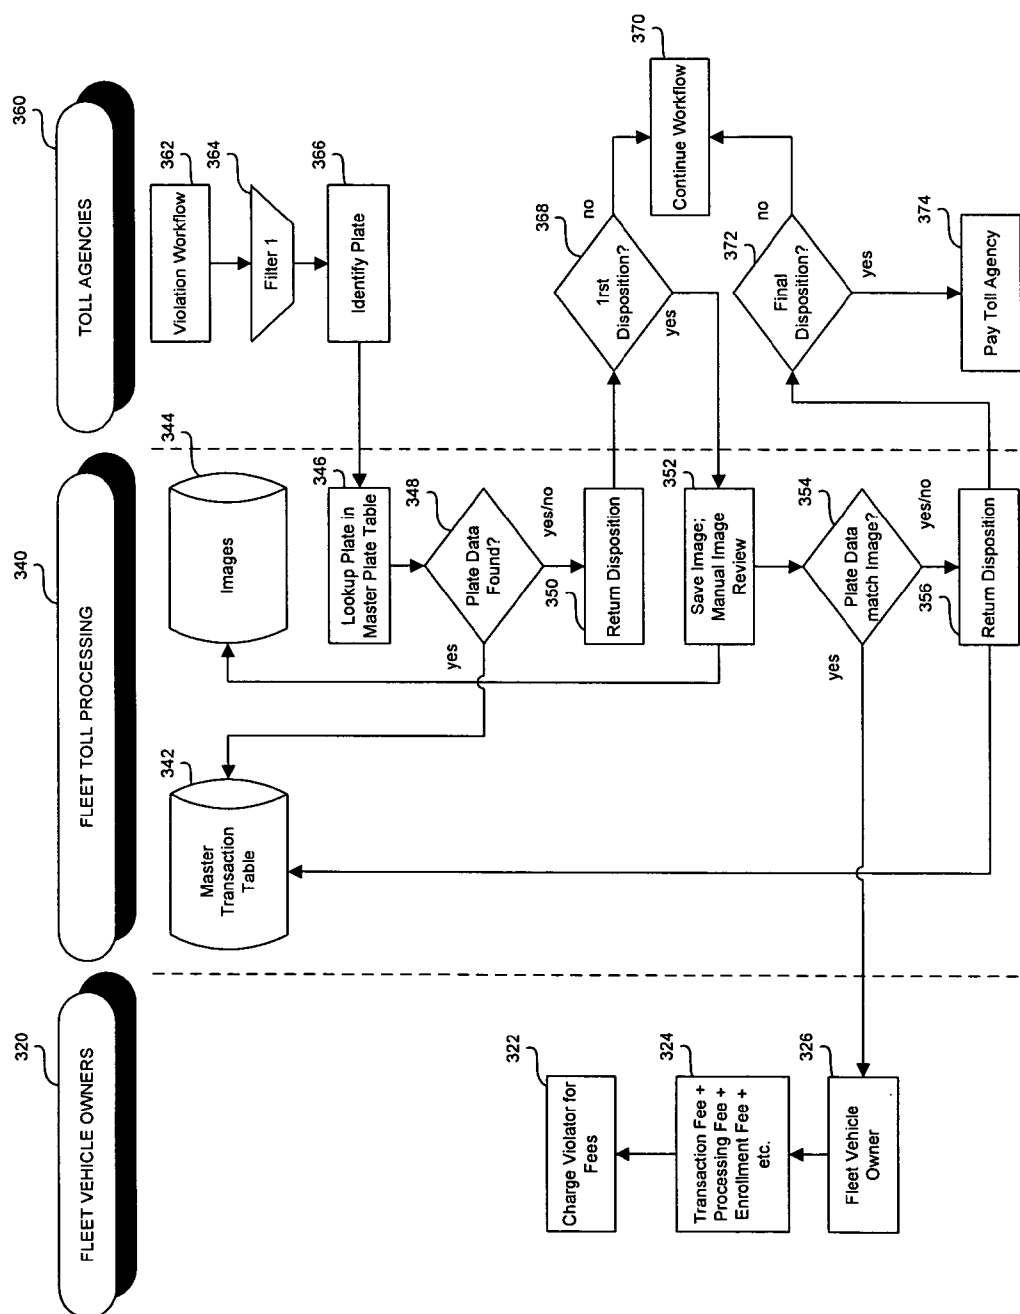 320
FLEET VEHICLE OWNERS
340
FLEET TOLL PROCESSING
360
TOLL AGENCIES
362
Violation Workflow
364
Filter 1
366
Identify Plate
342
Master
Transaction
Table
344
Images
346
Lookup Plate in
Master Plate Table
348
Plate Data
Found?
yes
yes/no
350
Return Disposition
368
1rst
Disposition?
no
yes
370
Continue Workflow
352
Save Image;
Manual Image
Review
354
Plate Data
match Image?
yes
yes/no
356
Return Disposition
372
Final
Disposition?
no
yes
374
Pay Toll Agency
322
Charge Violator for
Fees
324
Transaction Fee +
Processing Fee +
Enrollment Fee +
etc.
326
Fleet Vehicle
Owner